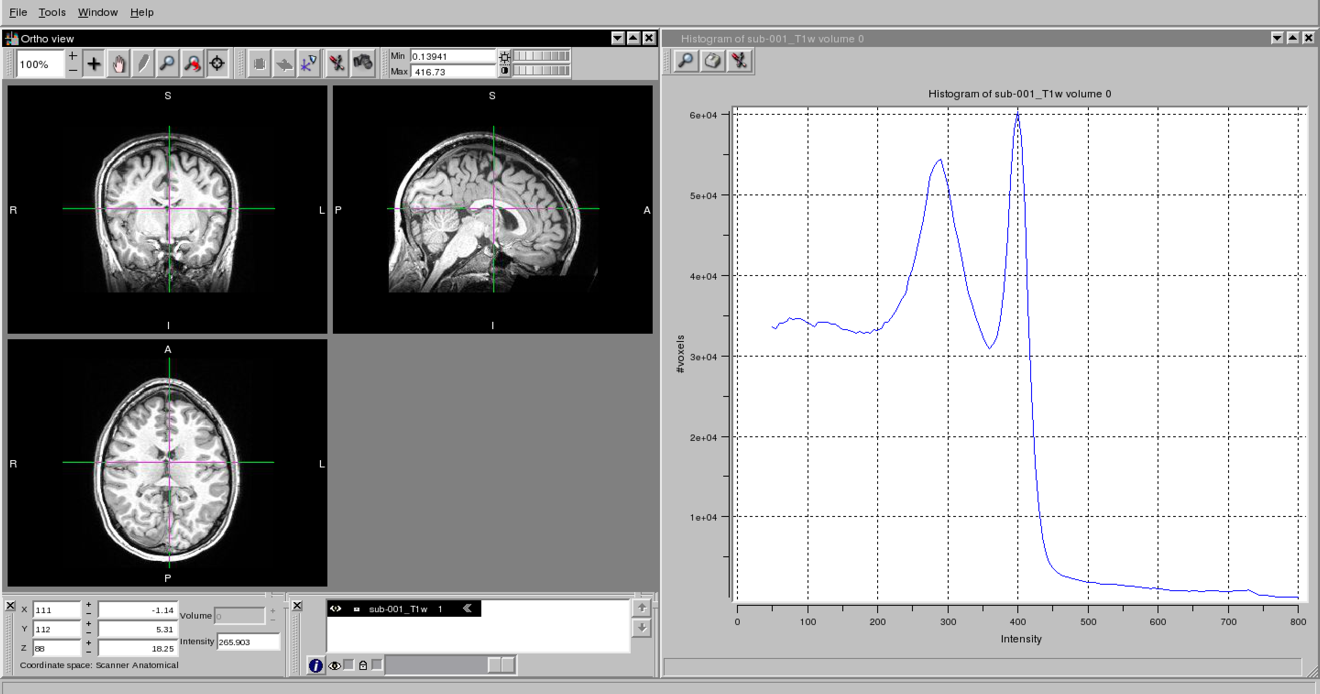 File Tools Window Help
Ortho view
100%
Min 0.13941
Max 416.73
S
R
L
I
S
P
A
I
A
R
L
P
X 111 -1.14
Y 112 5.31
Z 88 18.25
Volume 0
Intensity 265.903
Coordinate space: Scanner Anatomical
sub-001_T1w 1
Histogram of sub-001_T1w volume 0
Histogram of sub-001_T1w volume 0
6e+04
5e+04
4e+04
3e+04
2e+04
1e+04
#voxels
0 100 200 300 400 500 600 700 800
Intensity